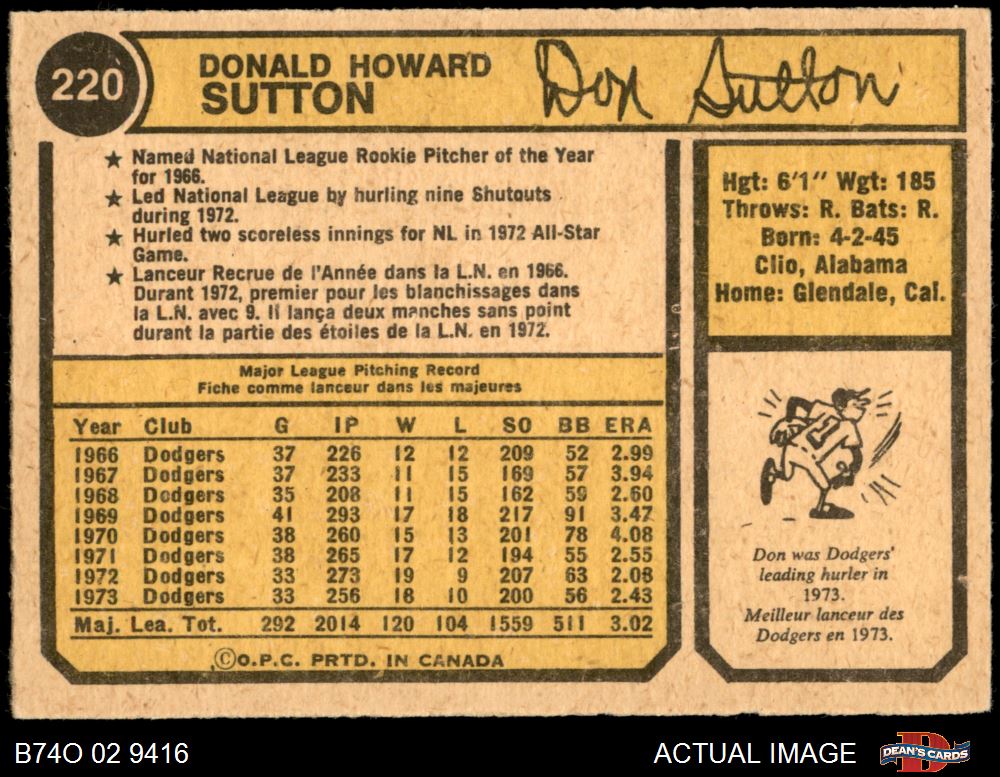 220
DONALD HOWARD
SUTTON
Don Sutton
★ Named National League Rookie Pitcher of the Year
for 1966.
★ Led National League by hurling nine Shutouts
during 1972.
★ Hurled two scoreless innings for NL in 1972 All-Star
Game.
★ Lanceur Recrue de l'Année dans la L.N. en 1966.
Durant 1972, premier pour les blanchissages dans
la L.N. avec 9. Il lança deux manches sans point
durant la partie des étoiles de la L.N. en 1972.
Hgt: 6'1" Wgt: 185
Throws: R. Bats: R.
Born: 4-2-45
Clio, Alabama
Home: Glendale, Cal.
Major League Pitching Record
Fiche comme lanceur dans les majeures
Year Club G IP W L SO BB ERA
1966 Dodgers 37 226 12 12 209 52 2.99
1967 Dodgers 37 233 11 15 169 57 3.94
1968 Dodgers 35 208 11 15 162 59 2.60
1969 Dodgers 41 293 17 18 217 91 3.47
1970 Dodgers 38 260 15 13 201 78 4.08
1971 Dodgers 38 265 17 12 194 55 2.55
1972 Dodgers 33 273 19 9 207 63 2.08
1973 Dodgers 33 256 18 10 200 56 2.43
Maj. Lea. Tot. 292 2014 120 104 1559 511 3.02
©O.P.C. PRTD. IN CANADA
Don was Dodgers'
leading hurler in
1973.
Meilleur lanceur des
Dodgers en 1973.
B74O 02 9416
ACTUAL IMAGE
DEAN'S CARDS